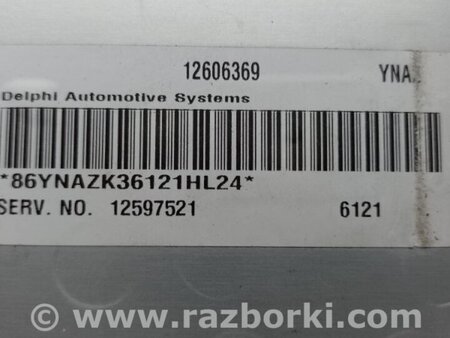 12606369 YNA
Delphi Automotive Systems
*86YNAZK36121HL24*
SERV. NO. 12597521 6121
www.razborki.com